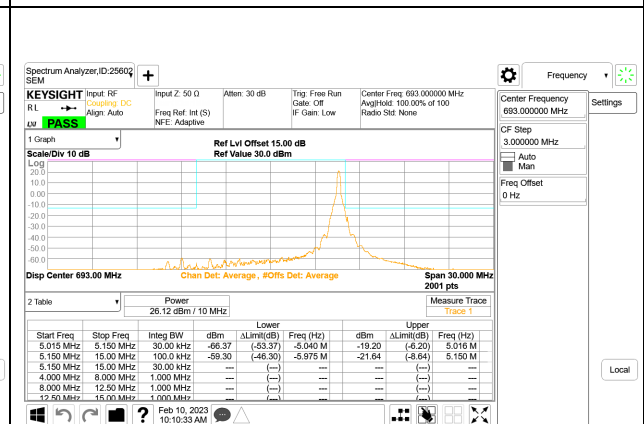 Spectrum Analyzer,ID:25602
SEM
+
Frequency
KEYSIGHT
R L
LXI PASS
Input: RF
Coupling: DC
Align: Auto
Input Z: 50 Ω
Freq Ref: Int (S)
NFE: Adaptive
Atten: 30 dB
Trig: Free Run
Gate: Off
IF Gain: Low
Center Freq: 693.000000 MHz
Avg|Hold: 100.00% of 100
Radio Std: None
Center Frequency
693.000000 MHz
Settings
CF Step
3.000000 MHz
Auto
Man
Freq Offset
0 Hz
1 Graph
Scale/Div 10 dB
Ref Lvl Offset 15.00 dB
Ref Value 30.0 dBm
Log
20.0
10.0
0.00
-10.0
-20.0
-30.0
-40.0
-50.0
-60.0
Disp Center 693.00 MHz
Chan Det: Average , #Offs Det: Average
Span 30.000 MHz
2001 pts
2 Table
Power
26.12 dBm / 10 MHz
Measure Trace
Trace 1
Lower Upper
Start Freq Stop Freq Integ BW dBm ΔLimit(dB) Freq (Hz) dBm ΔLimit(dB) Freq (Hz)
5.015 MHz 5.150 MHz 30.00 kHz -66.37 (-53.37) -5.040 M -19.20 (-6.20) 5.016 M
5.150 MHz 15.00 MHz 100.0 kHz -59.30 (-46.30) -5.975 M -21.64 (-8.64) 5.150 M
5.150 MHz 15.00 MHz 30.00 kHz --- (---) --- --- (---) ---
4.000 MHz 8.000 MHz 1.000 MHz --- (---) --- --- (---) ---
8.000 MHz 12.50 MHz 1.000 MHz --- (---) --- --- (---) ---
12.50 MHz 15.00 MHz 1.000 MHz --- (---) --- --- (---) ---
Local
? Feb 10, 2023
10:10:33 AM